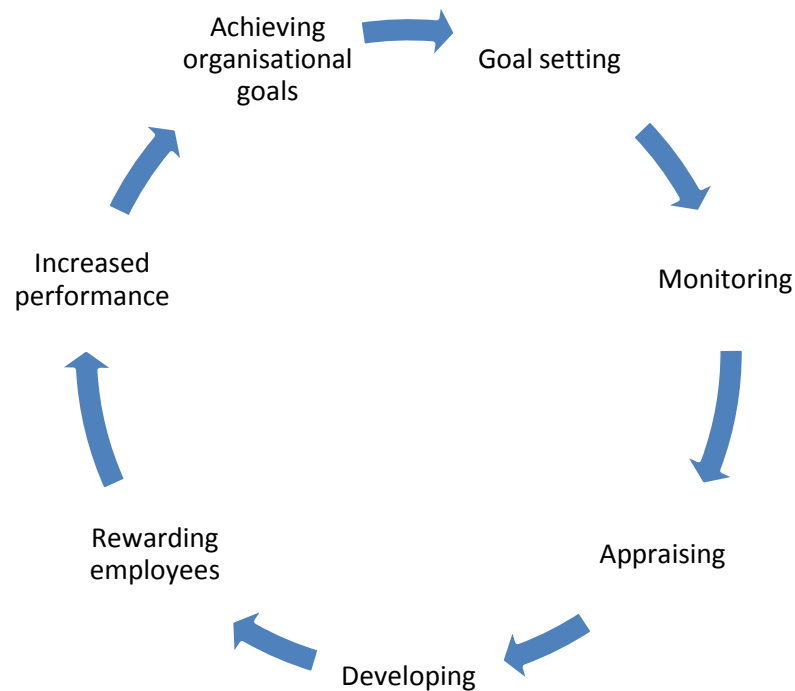 Achieving
organisational
goals
Goal setting
Monitoring
Appraising
Developing
Rewarding
employees
Increased
performance